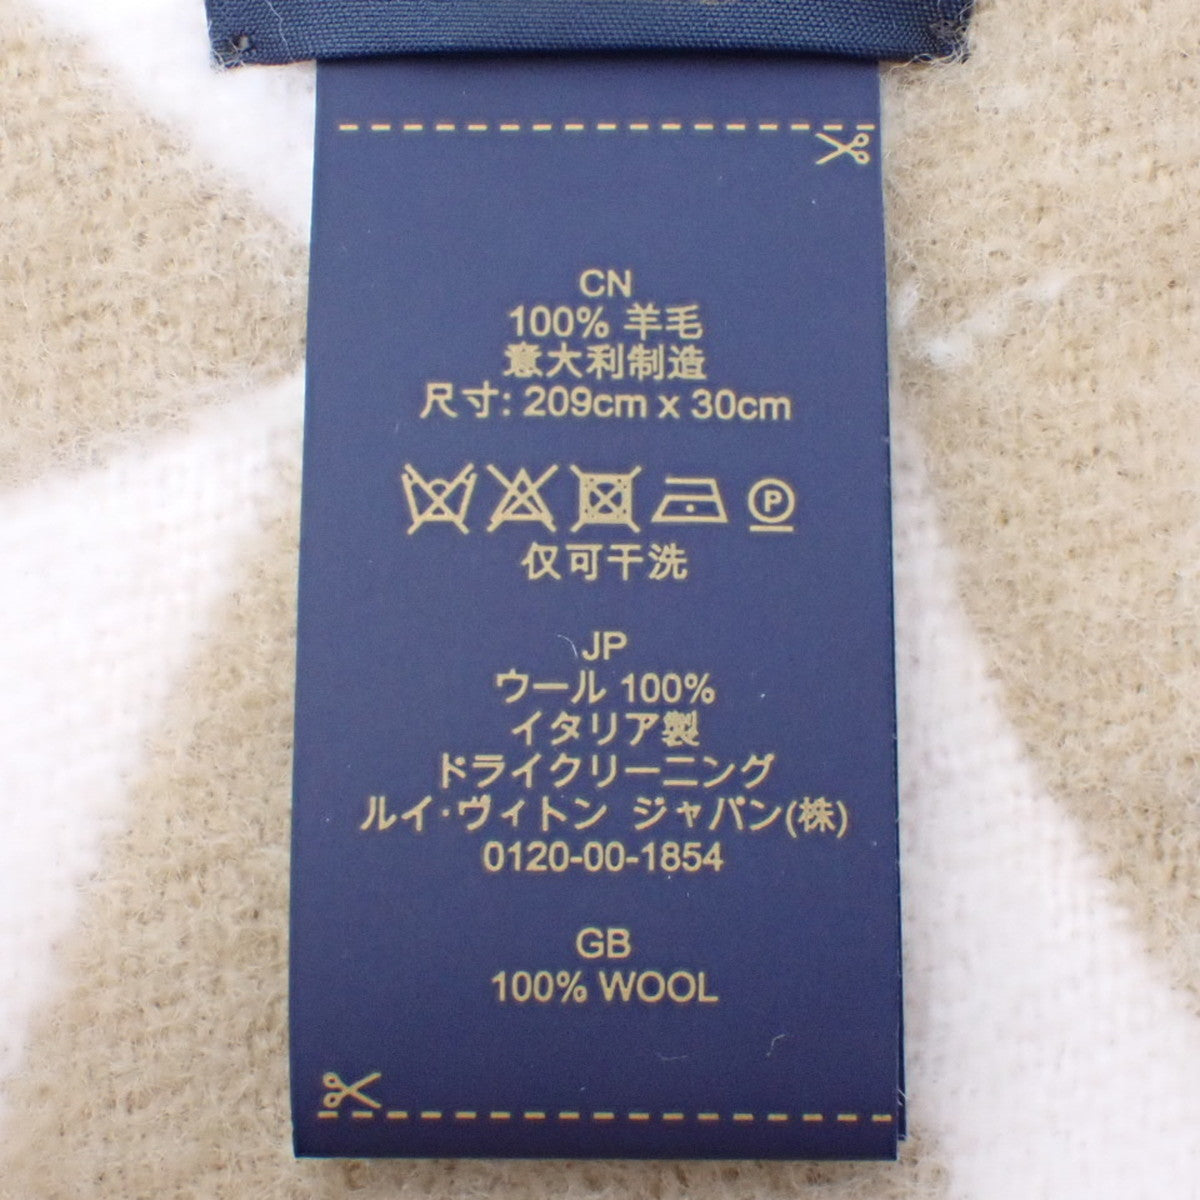 CN
100% 羊毛
意大利制造
尺寸: 209cm x 30cm
P
仅可干洗
JP
ウール 100%
イタリア製
ドライクリーニング
ルイ･ヴィトン ジャパン(株)
0120-00-1854
GB
100% WOOL